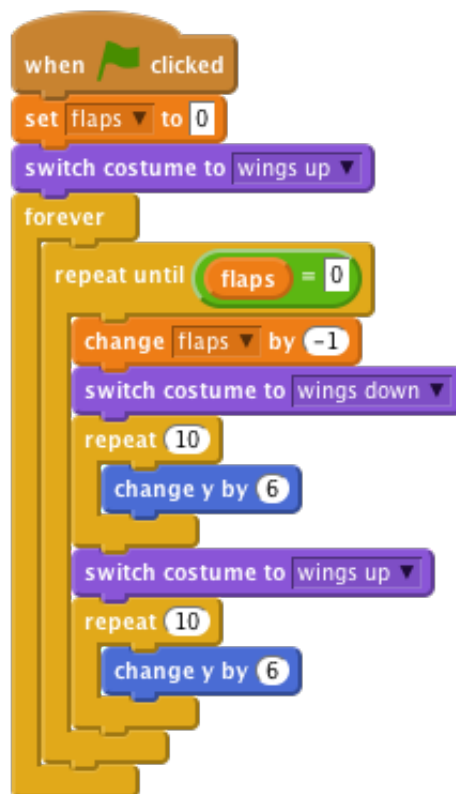 when clicked
set flaps to 0
switch costume to wings up
forever
repeat until flaps = 0
change flaps by -1
switch costume to wings down
repeat 10
change y by 6
switch costume to wings up
repeat 10
change y by 6